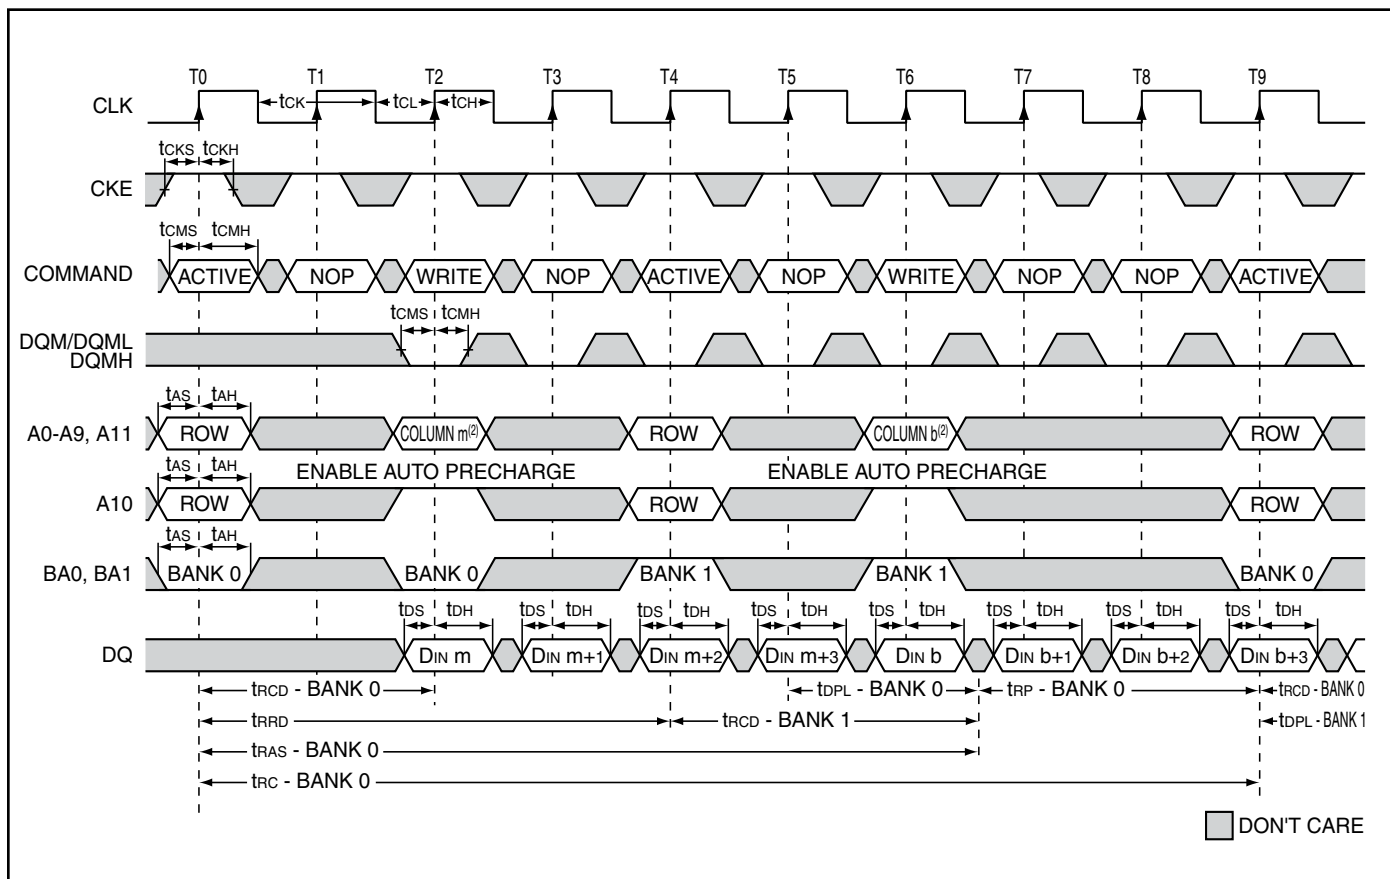 T0 T1 T2 T3 T4 T5 T6 T7 T8 T9
CLK tCK tCL tCH
tCKS tCKH
CKE
tCMS tCMH
COMMAND ACTIVE NOP WRITE NOP ACTIVE NOP WRITE NOP NOP ACTIVE
tCMS tCMH
DQM/DQML
DQMH
tAS tAH
A0-A9, A11 ROW COLUMN m(2) ROW COLUMN b(2) ROW
tAS tAH ENABLE AUTO PRECHARGE ENABLE AUTO PRECHARGE
A10 ROW ROW ROW
tAS tAH
BA0, BA1 BANK 0 BANK 0 BANK 1 BANK 1 BANK 0
tDS tDH tDS tDH tDS tDH tDS tDH tDS tDH tDS tDH tDS tDH tDS tDH
DQ DIN m DIN m+1 DIN m+2 DIN m+3 DIN b DIN b+1 DIN b+2 DIN b+3
tRCD - BANK 0 tDPL - BANK 0 tRP - BANK 0 tRCD - BANK 0
tRRD tRCD - BANK 1 tDPL - BANK 1
tRAS - BANK 0
tRC - BANK 0
DON'T CARE